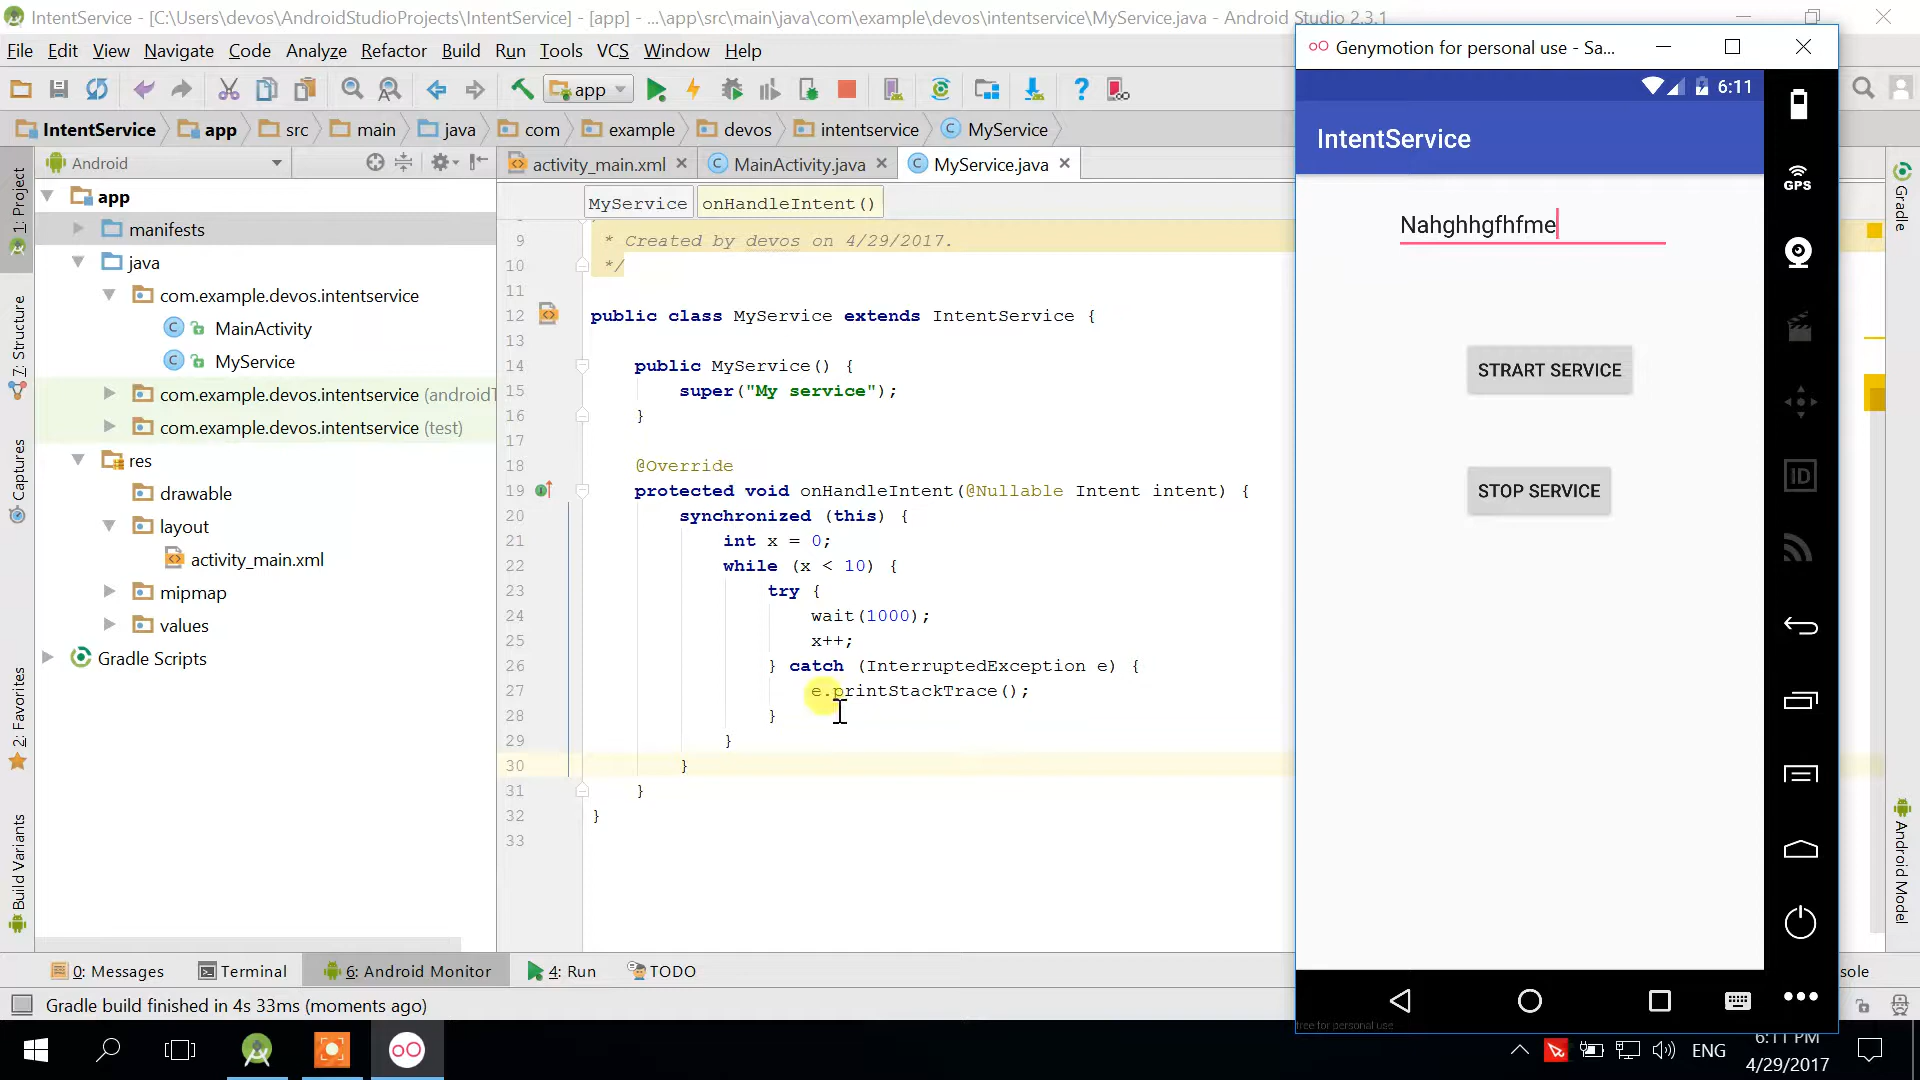 IntentService - [C:\Users\devos\AndroidStudioProjects\IntentService] - [app] - ...\app\src\main\java\com\example\devos\intentservice\MyService.java - Android Studio 2.3.1
File Edit View Navigate Code Analyze Refactor Build Run Tools VCS Window Help
app
IntentService app src main java com example devos intentservice MyService
Android
activity_main.xml MainActivity.java MyService.java
MyService onHandleIntent()
1: Project
7: Structure
Captures
2: Favorites
Build Variants
app
manifests
java
com.example.devos.intentservice
MainActivity
MyService
com.example.devos.intentservice (androidT
com.example.devos.intentservice (test)
res
drawable
layout
activity_main.xml
mipmap
values
Gradle Scripts
9 * Created by devos on 4/29/2017.
10 */
11
12 public class MyService extends IntentService {
13
14 public MyService() {
15 super("My service");
16 }
17
18 @Override
19 protected void onHandleIntent(@Nullable Intent intent) {
20 synchronized (this) {
21 int x = 0;
22 while (x < 10) {
23 try {
24 wait(1000);
25 x++;
26 } catch (InterruptedException e) {
27 e.printStackTrace();
28 }
29 }
30 }
31 }
32 }
33
Genymotion for personal use - Sa...
6:11
IntentService
Nahghhgfhfme
STRART SERVICE
STOP SERVICE
free for personal use
GPS
ID
Gradle
Android Model
0: Messages Terminal 6: Android Monitor 4: Run TODO
sole
Gradle build finished in 4s 33ms (moments ago)
ENG
6:11 PM
4/29/2017